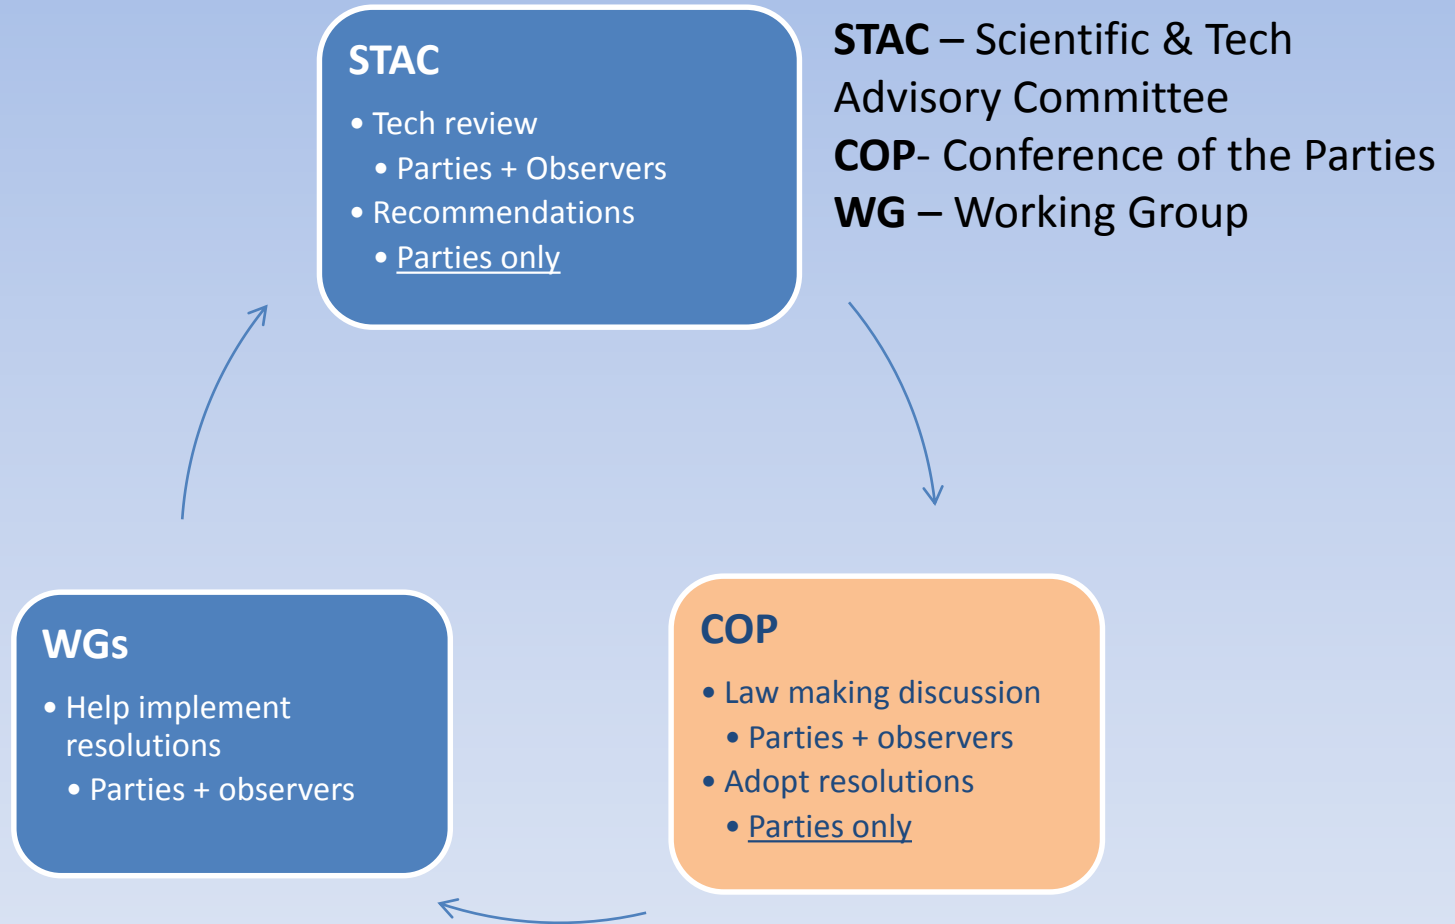 STAC
• Tech review
• Parties + Observers
• Recommendations
• Parties only
STAC – Scientific & Tech
Advisory Committee
COP- Conference of the Parties
WG – Working Group
WGs
• Help implement
resolutions
• Parties + observers
COP
• Law making discussion
• Parties + observers
• Adopt resolutions
• Parties only